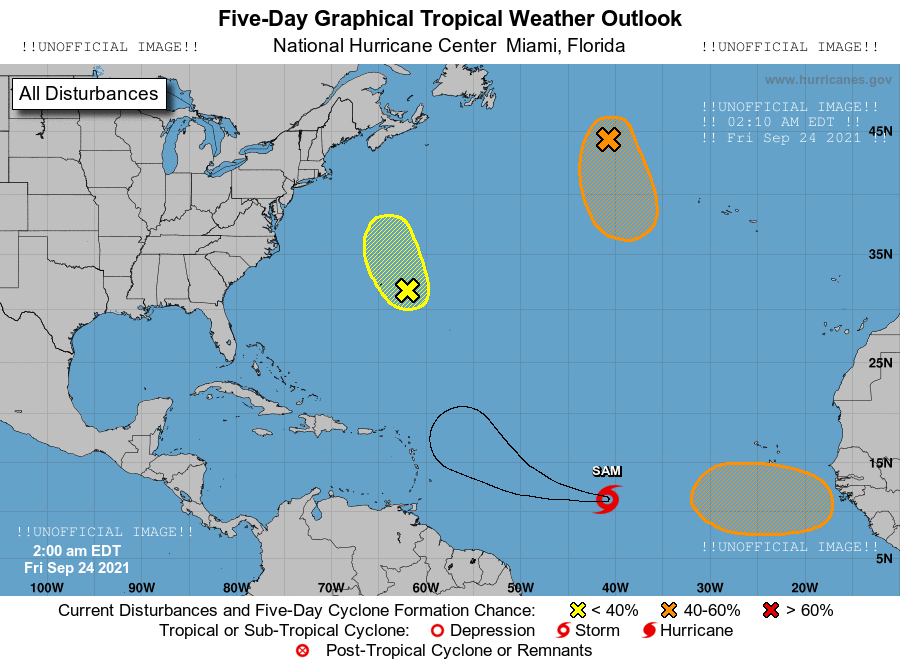 Five-Day Graphical Tropical Weather Outlook
!!UNOFFICIAL IMAGE!! National Hurricane Center Miami, Florida !!UNOFFICIAL IMAGE!!
www.hurricanes.gov
All Disturbances
!!UNOFFICIAL IMAGE!!
!! 02:10 AM EDT !!
!! Fri Sep 24 2021 !!
45N
35N
25N
15N
SAM
!!UNOFFICIAL IMAGE!!
!!UNOFFICIAL IMAGE!!
2:00 am EDT
Fri Sep 24 2021
5N
100W 90W 80W 70W 60W 50W 40W 30W 20W
Current Disturbances and Five-Day Cyclone Formation Chance: < 40% 40-60% > 60%
Tropical or Sub-Tropical Cyclone: Depression Storm Hurricane
Post-Tropical Cyclone or Remnants